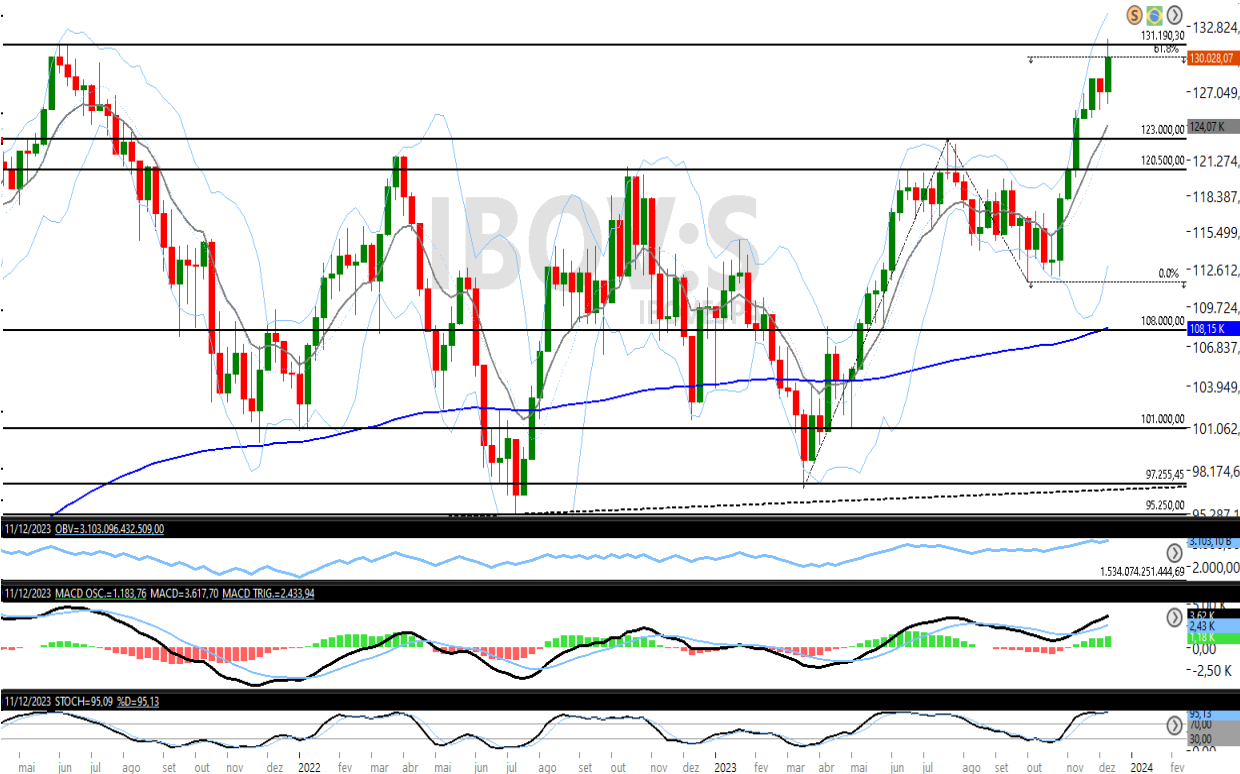 S
132.824,
131.190,30
61.8%
130.028,07
127.049,
123.000,00
124,07 K
120.500,00
121.274,
118.387,
IBOV:S
115.499,
0.0%
112.612,
109.724,
108.000,00
108,15 K
106.837,
103.949,
101.000,00
101.062,
97.255,45
98.174,6
95.250,00
95.287,1
11/12/2023 OBV=3.103.096.432.509,00
3.103,10 B
2.000,00
1.534.074.251.444,69
11/12/2023 MACD OSC.=1.183,76 MACD=3.617,70 MACD TRIG.=2.433,94
5,00 K
3,62 K
2,43 K
1,18 K
0,00
-2,50 K
11/12/2023 STOCH=95,09 %D=95,13
95,13
70,00
30,00
0,00
mai jun jul ago set out nov dez 2022 fev mar abr mai jun jul ago set out nov dez 2023 fev mar abr mai jun jul ago set out nov dez 2024 fev